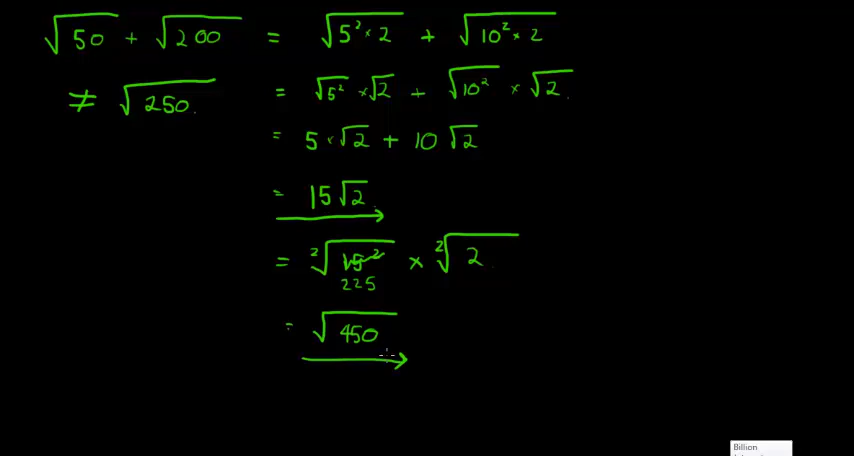 √50 + √200 = √5² × 2 + √10² × 2
≠ √250. = √5² × √2 + √10² × √2.
= 5 × √2 + 10 √2
= 15 √2.
= ²√15² × ²√2.
225
= √450
Billion